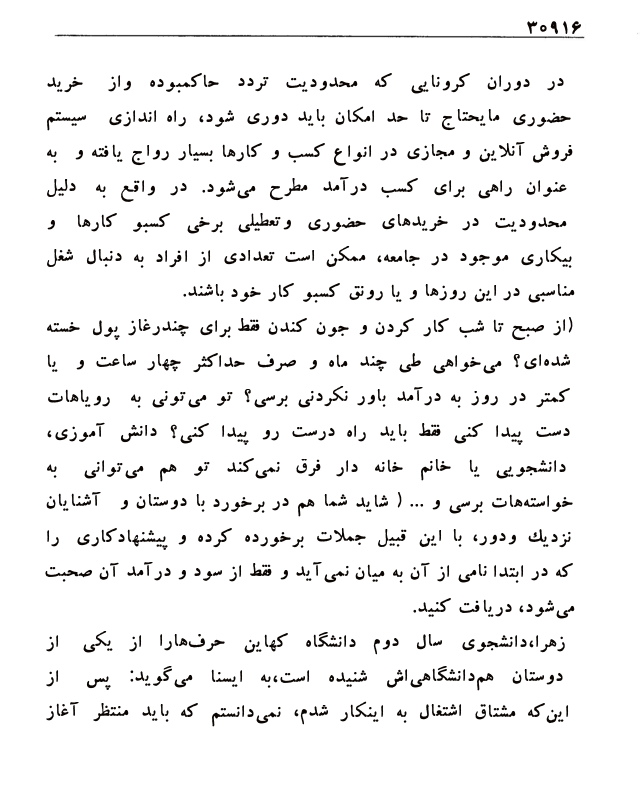 ۳۰۹۱۶
در دوران کرونایی که محدودیت تردد حاکمبوده واز خرید
حضوری مایحتاج تا حد امکان باید دوری شود، راه اندازی سیستم
فروش آنلاین و مجازی در انواع کسب و کارها بسیار رواج یافته و به
عنوان راهی برای کسب درآمد مطرح می‌شود. در واقع به دلیل
محدودیت در خریدهای حضوری وتعطیلی برخی کسبو کارها و
بیکاری موجود در جامعه، ممکن است تعدادی از افراد به دنبال شغل
مناسبی در این روزها و یا رونق کسبو کار خود باشند.
(از صبح تا شب کار کردن و جون کندن فقط برای چندرغاز پول خسته
شده‌ای؟ می‌خواهی طی چند ماه و صرف حداکثر چهار ساعت و یا
کمتر در روز به درآمد باور نکردنی برسی؟ تو می‌تونی به رویاهات
دست پیدا کنی فقط باید راه درست رو پیدا کنی؟ دانش آموزی،
دانشجویی یا خانم خانه دار فرق نمی‌کند تو هم می‌توانی به
خواسته‌هات برسی و ... ( شاید شما هم در برخورد با دوستان و آشنایان
نزدیك ودور، با این قبیل جملات برخورده کرده و پیشنهادکاری را
که در ابتدا نامی از آن به میان نمی‌آید و فقط از سود و درآمد آن صحبت
می‌شود، دریافت کنید.
زهرا،دانشجوی سال دوم دانشگاه کهاین حرف‌هارا از یکی از
دوستان هم‌دانشگاهی‌اش شنیده است،به ایسنا می‌گوید: پس از
این‌که مشتاق اشتغال به اینکار شدم، نمی‌دانستم که باید منتظر آغاز